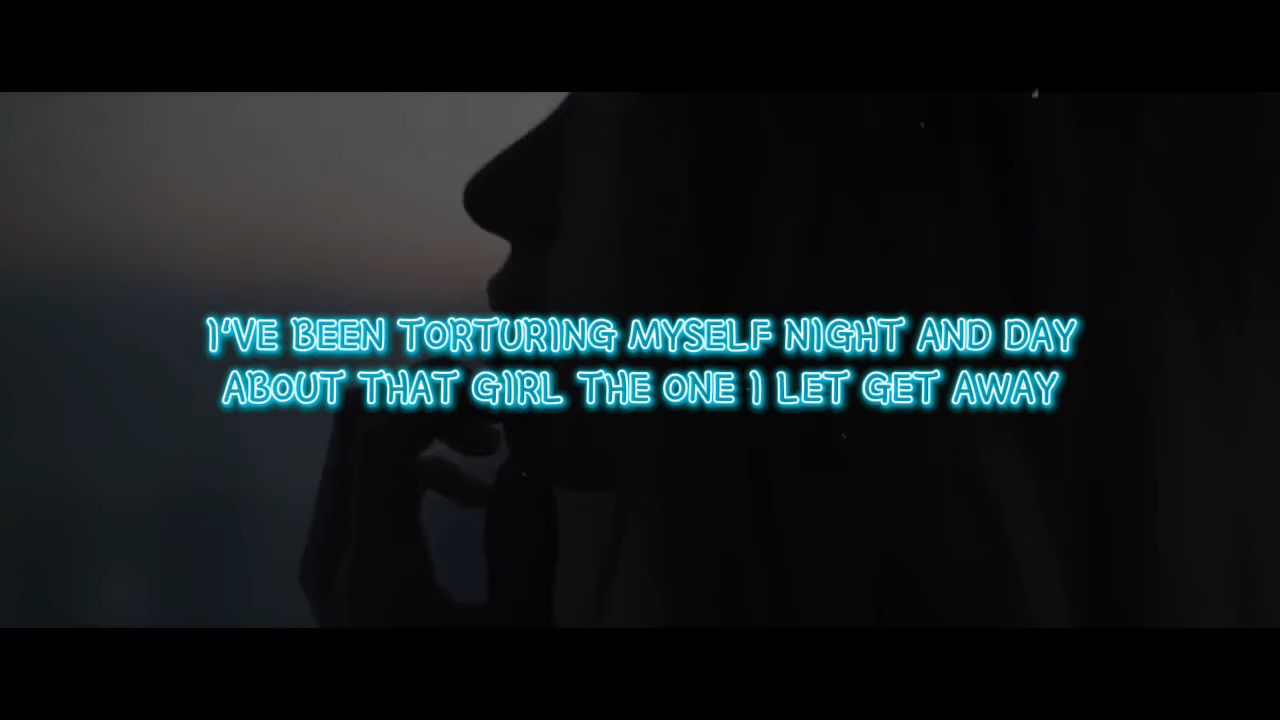 I'VE BEEN TORTURING MYSELF NIGHT AND DAY
ABOUT THAT GIRL THE ONE I LET GET AWAY